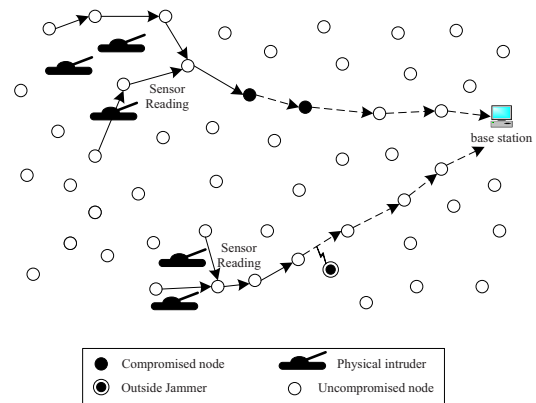 Sensor
Reading
base station
Sensor
Reading
Compromised node
Physical intruder
Outside Jammer
Uncompromised node